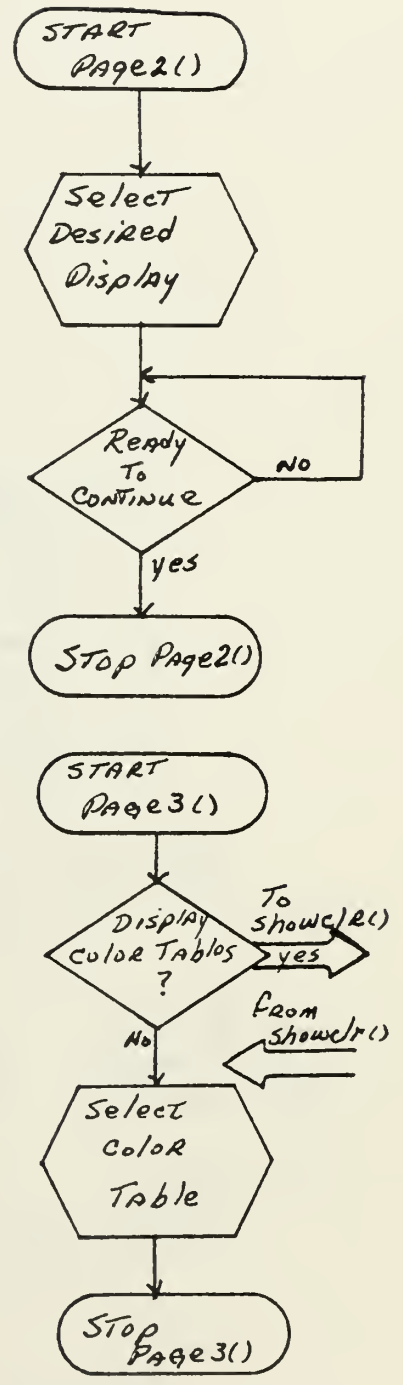 START
Page2()
Select
Desired
Display
Ready
To
Continue
No
yes
Stop Page2()
START
Page3()
To
showclr()
Display
Color Tables
?
yes
From
showclr()
No
Select
Color
Table
Stop
Page3()